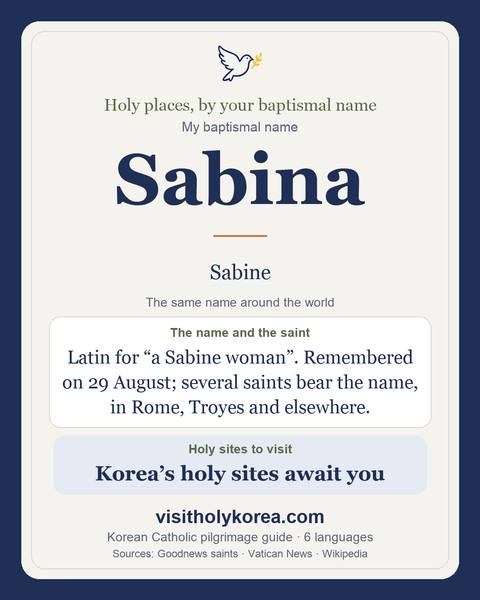 Holy places, by your baptismal name
My baptismal name
Sabina
Sabine
The same name around the world
The name and the saint
Latin for “a Sabine woman”. Remembered
on 29 August; several saints bear the name,
in Rome, Troyes and elsewhere.
Holy sites to visit
Korea’s holy sites await you
visitholykorea.com
Korean Catholic pilgrimage guide · 6 languages
Sources: Goodnews saints · Vatican News · Wikipedia